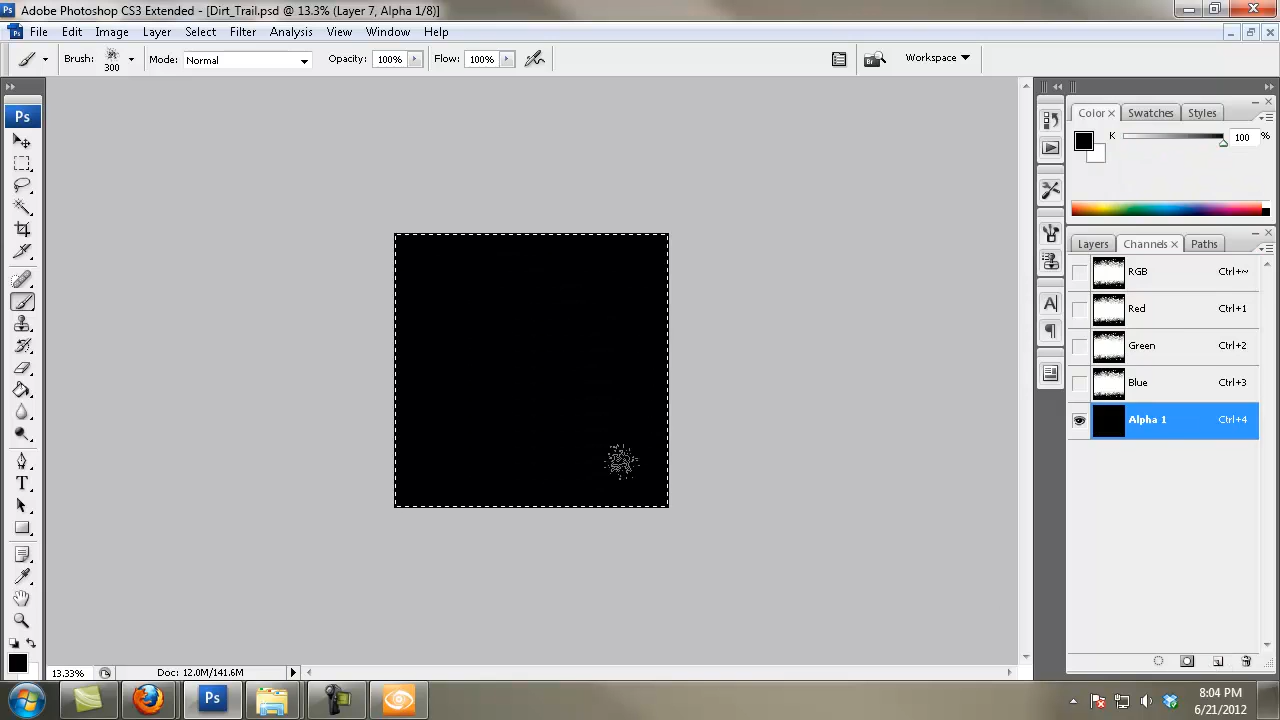 Adobe Photoshop CS3 Extended - [Dirt_Trail.psd @ 13.3% (Layer 7, Alpha 1/8)]
File Edit Image Layer Select Filter Analysis View Window Help
Brush: 300 Mode: Normal Opacity: 100% Flow: 100% Workspace
Ps
Color Swatches Styles
K 100 %
Layers Channels Paths
RGB Ctrl+~
Red Ctrl+1
Green Ctrl+2
Blue Ctrl+3
Alpha 1 Ctrl+4
13.33% Doc: 12.0M/141.6M
Ps
8:04 PM
6/21/2012